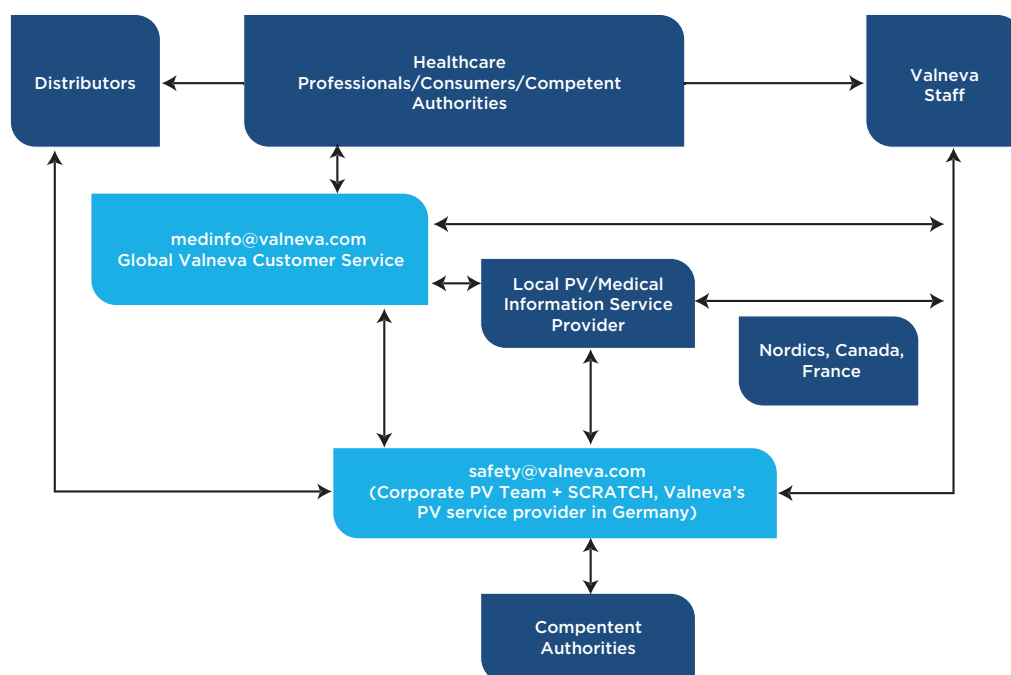 Distributors
Healthcare
Professionals/Consumers/Competent
Authorities
Valneva
Staff
medinfo@valneva.com
Global Valneva Customer Service
Local PV/Medical
Information Service
Provider
Nordics, Canada,
France
safety@valneva.com
(Corporate PV Team + SCRATCH, Valneva’s
PV service provider in Germany)
Compentent
Authorities